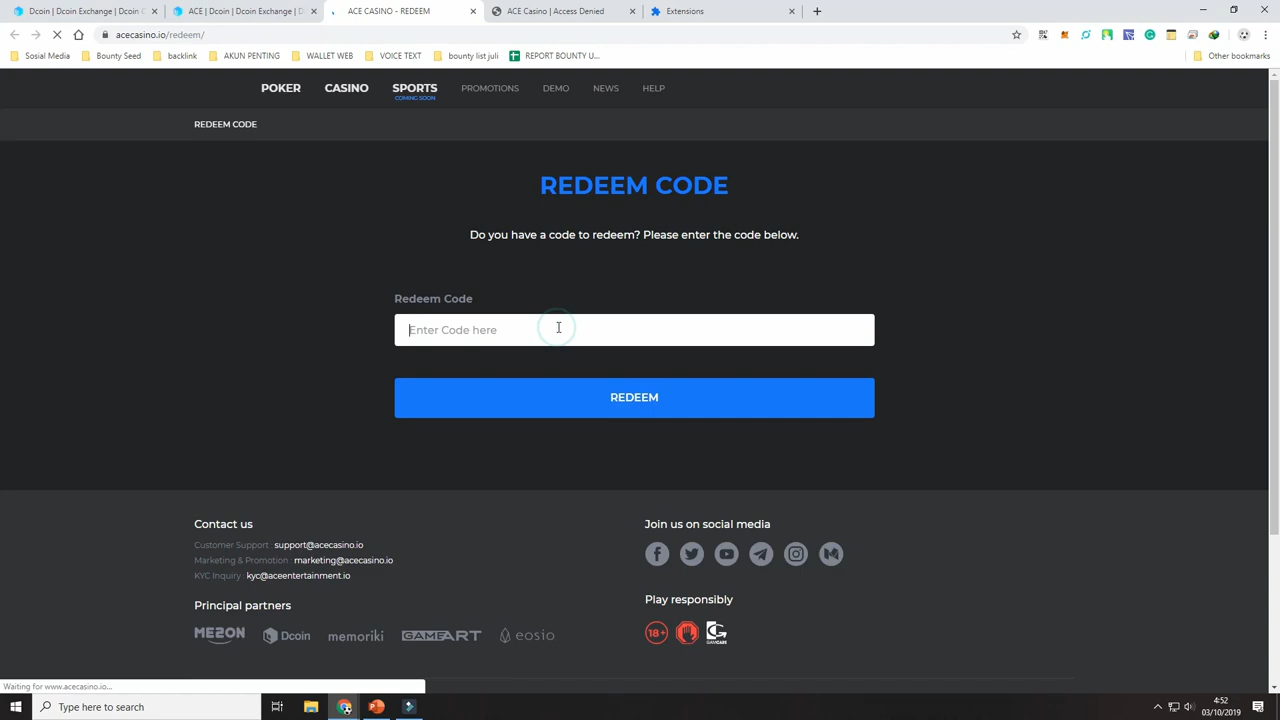 Dcoin | Dcoin Exchange | Dcoin C
ACE | Dcoin | Dcoin Exchange | D
ACE CASINO - REDEEM
ACE Casino | Access Denied
Extensions
acecasino.io/redeem/
Sosial Media
Bounty Seed
backlink
AKUN PENTING
WALLET WEB
VOICE TEXT
bounty list juli
REPORT BOUNTY U...
Other bookmarks
POKER
CASINO
SPORTS
COMING SOON
PROMOTIONS
DEMO
NEWS
HELP
REDEEM CODE
REDEEM CODE
Do you have a code to redeem? Please enter the code below.
Redeem Code
Enter Code here
REDEEM
Contact us
Customer Support : support@acecasino.io
Marketing & Promotion : marketing@acecasino.io
KYC Inquiry : kyc@aceentertainment.io
Principal partners
MEZON
Dcoin
memoriki
GAMEART
eosio
Join us on social media
Play responsibly
18+
GAMCARE
Waiting for www.acecasino.io...
Type here to search
4:52
03/10/2019